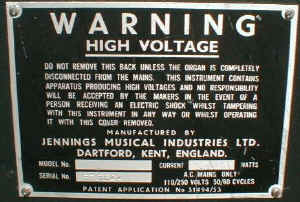 WARNING
HIGH VOLTAGE
DO NOT REMOVE THIS BACK UNLESS THE ORGAN IS COMPLETELY
DISCONNECTED FROM THE MAINS. THIS INSTRUMENT CONTAINS
APPARATUS PRODUCING HIGH VOLTAGES AND NO RESPONSIBILITY
WILL BE ACCEPTED BY THE MAKERS IN THE EVENT OF A
PERSON RECEIVING AN ELECTRIC SHOCK WHILST TAMPERING
WITH THIS INSTRUMENT IN ANY WAY OR WHILST OPERATING
IT WITH THIS COVER REMOVED.
MANUFACTURED BY
JENNINGS MUSICAL INDUSTRIES LTD.
DARTFORD, KENT, ENGLAND.
Model No. CURRENT WATTS
SERIAL No. A.C. MAINS ONLY
110/250 VOLTS 50/60 CYCLES
PATENT APPLICATION No